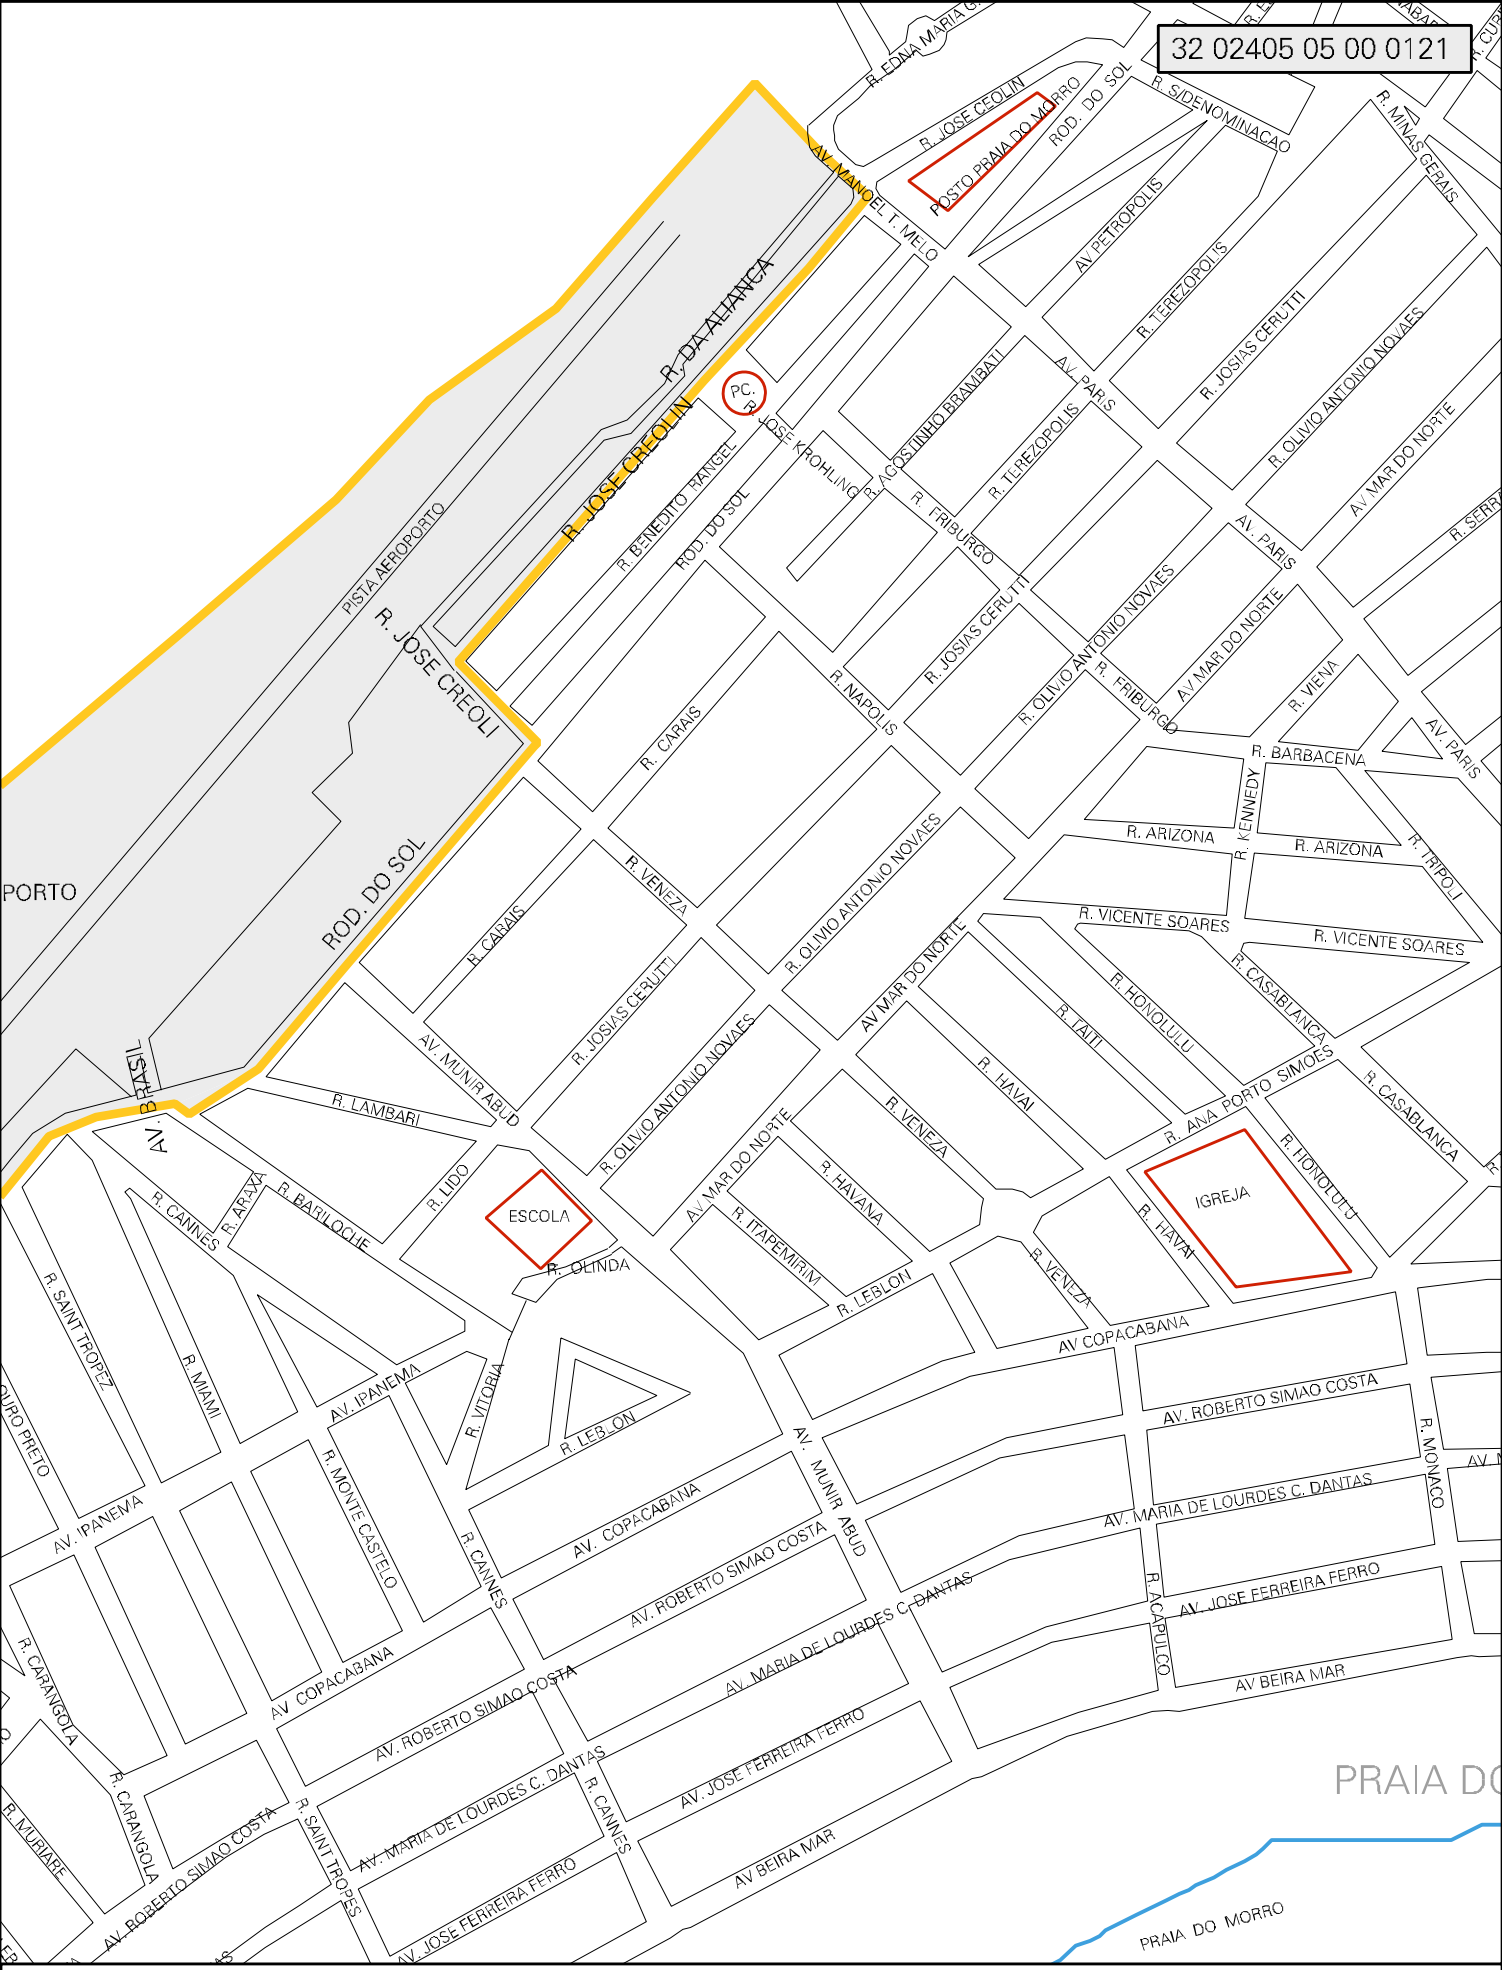 32 02405 05 00 0121
R. EDNA MARIA G.
R. JOSE CEOLIN
POSTO PRAIA DO MORRO
ROD. DO SOL
R. S/DENOMINACAO
R. MINAS GERAIS
AV. MANOEL T. MELO
AV PETROPOLIS
R. TEREZOPOLIS
R. JOSIAS CERUTTI
R. OLIVIO ANTONIO NOVAES
AV MAR DO NORTE
R. SERRA
R. DA ALIANCA
PC.
R. JOSE KROHLING
AV. PARIS
R. AGOSTINHO BRAMBATI
R. TEREZOPOLIS
R. JOSE CREOLIN
R. BENEDITO RANGEL
ROD. DO SOL
R. FRIBURGO
AV. PARIS
PISTA AEROPORTO
R. JOSE CREOLI
R. JOSIAS CERUTTI
R. OLIVIO ANTONIO NOVAES
AV MAR DO NORTE
R. FRIBURGO
R. VIENA
R. NAPOLIS
R. CARAIS
R. BARBACENA
AV. PARIS
R. KENNEDY
R. ARIZONA
R. ARIZONA
R. TRIPOLI
PORTO
ROD. DO SOL
R. VENEZA
R. CARAIS
R. OLIVIO ANTONIO NOVAES
AV MAR DO NORTE
R. VICENTE SOARES
R. VICENTE SOARES
R. CASABLANCA
R. HONOLULU
R. TAITI
R. JOSIAS CERUTTI
AV. MUNIR ABUD
R. OLIVIO ANTONIO NOVAES
R. HAVAI
R. ANA PORTO SIMOES
R. CASABLANCA
AV. BRASIL
R. LAMBARI
R. VENEZA
AV MAR DO NORTE
R. HAVANA
R. HONOLULU
IGREJA
R. HAVAI
R. LIDO
R. ARAXA
R. BARILOCHE
R. CANNES
ESCOLA
R. OLINDA
R. ITAPEMIRIM
R. LEBLON
R. VENEZA
AV COPACABANA
R. SAINT TROPEZ
R. MIAMI
AV. IPANEMA
R. VITORIA
R. LEBLON
AV. ROBERTO SIMAO COSTA
R. MONACO
OURO PRETO
AV. IPANEMA
R. MONTE CASTELO
R. CANNES
AV. COPACABANA
AV. MUNIR ABUD
AV. MARIA DE LOURDES C. DANTAS
AV. ROBERTO SIMAO COSTA
AV. MARIA DE LOURDES C. DANTAS
R. ACAPULCO
AV. JOSE FERREIRA FERRO
AV BEIRA MAR
R. CARANGOLA
AV COPACABANA
AV. ROBERTO SIMAO COSTA
AV. JOSE FERREIRA FERRO
PRAIA DO
R. MURIARE
R. CARANGOLA
AV. ROBERTO SIMAO COSTA
R. SAINT TROPES
AV. MARIA DE LOURDES C. DANTAS
R. CANNES
AV BEIRA MAR
AV. JOSE FERREIRA FERRO
PRAIA DO MORRO